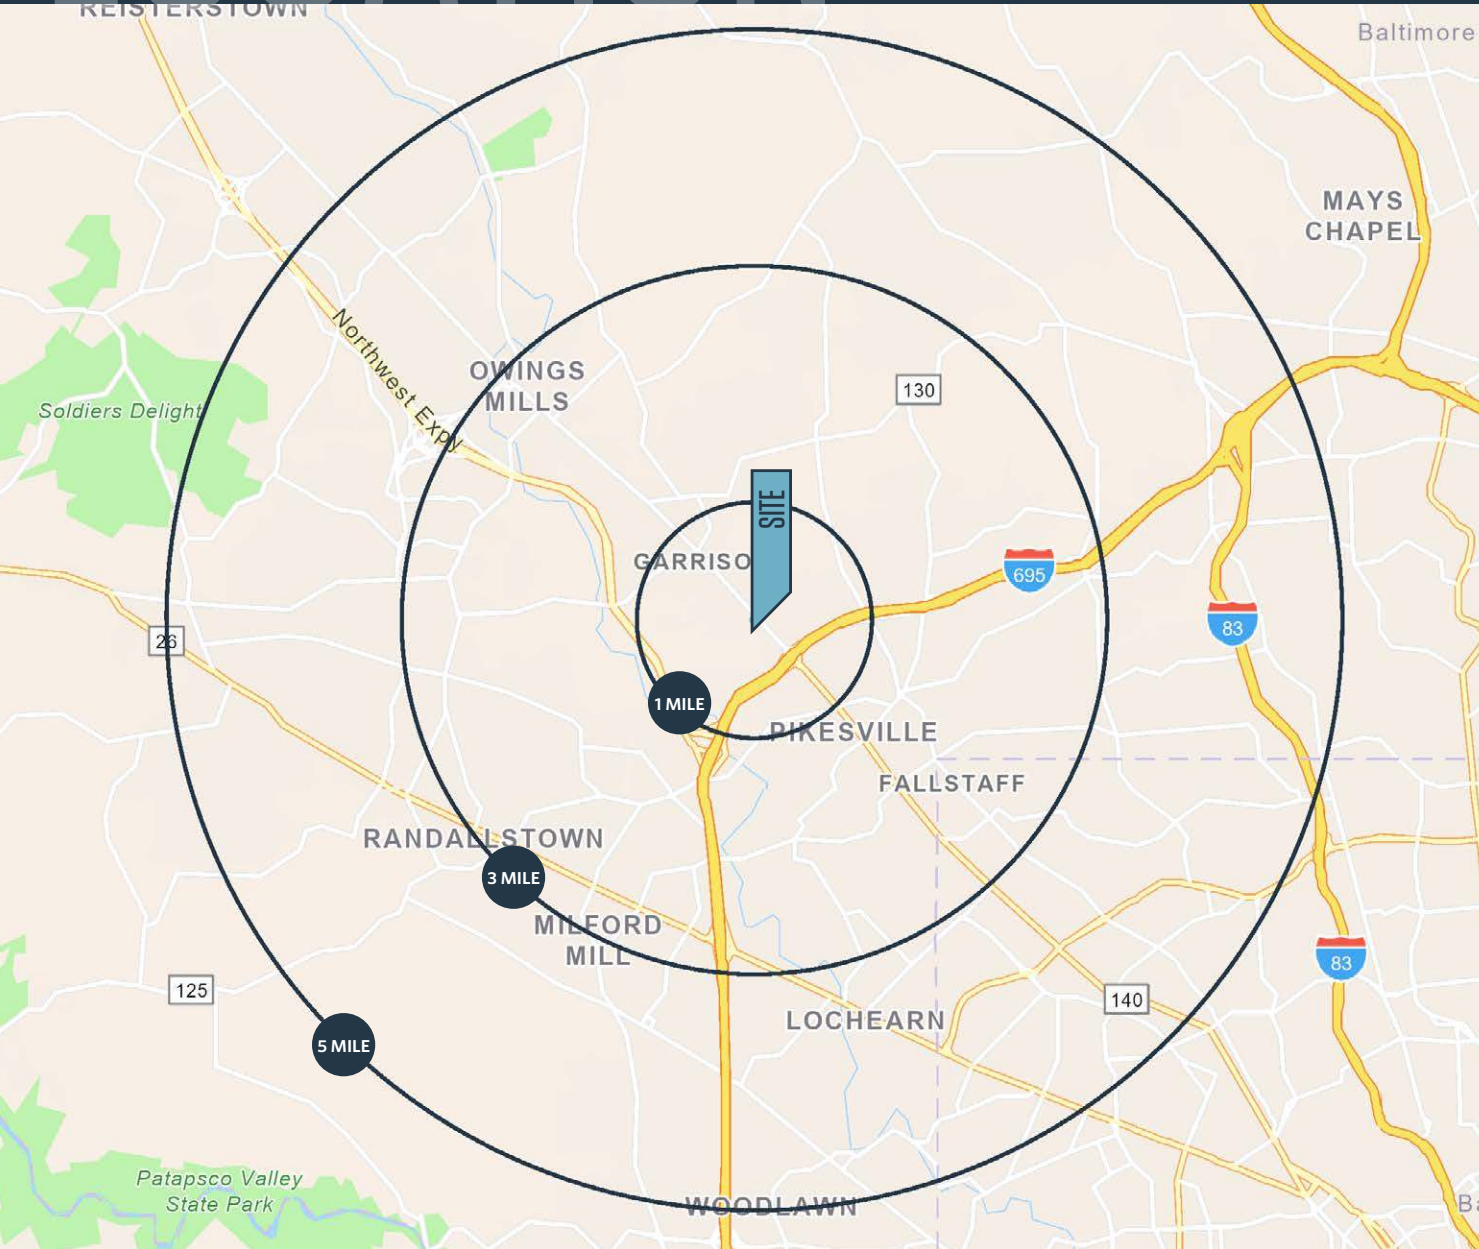 REISTERSTOWN
Baltimore
MAYS
CHAPEL
Northwest Expy
OWINGS
MILLS
130
Soldiers Delight
SITE
GARRISO
695
83
26
1 MILE
PIKESVILLE
FALLSTAFF
RANDALLSTOWN
3 MILE
MILFORD
MILL
83
125
140
LOCHEARN
5 MILE
Patapsco Valley
State Park
WOODLAWN